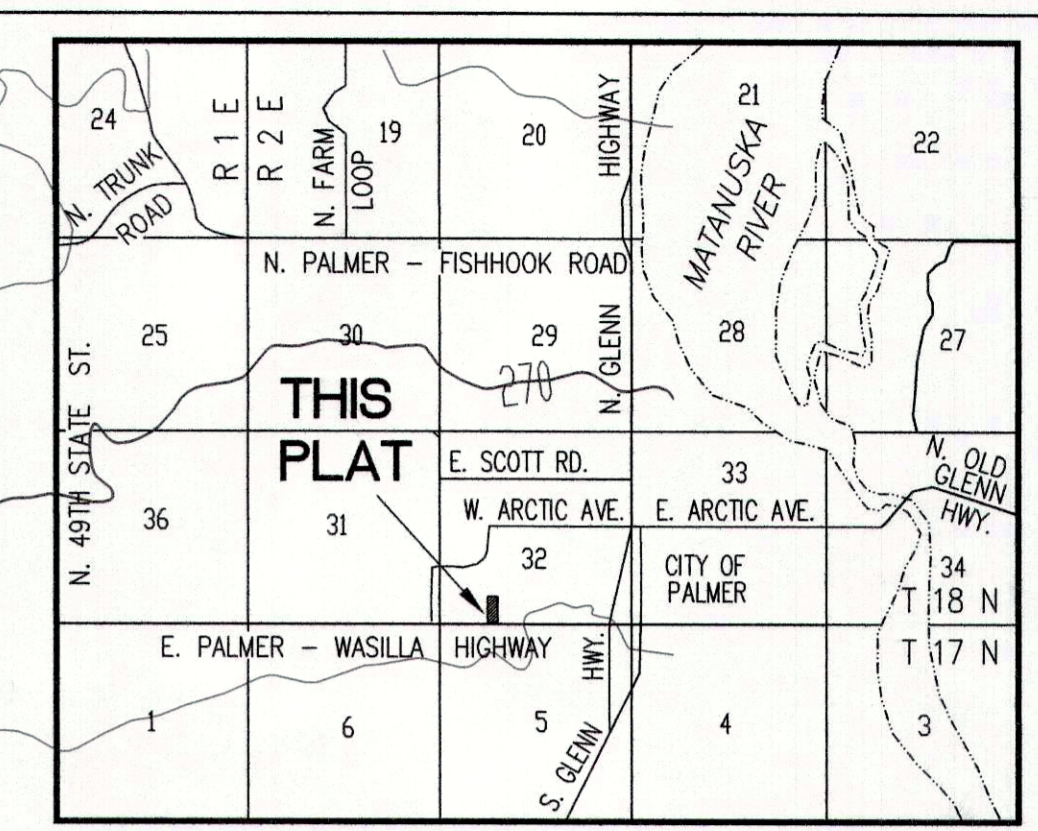 24
R 1 E
R 2 E
19
20
21
22
N. TRUNK
ROAD
N. FARM
LOOP
HIGHWAY
MATANUSKA
RIVER
N. PALMER - FISHHOOK ROAD
25
30
29
28
27
N. 49TH STATE ST.
N. GLENN
270
THIS
PLAT
E. SCOTT RD.
33
N. OLD
GLENN
HWY.
36
31
W. ARCTIC AVE.
E. ARCTIC AVE.
32
CITY OF
PALMER
34
T 18 N
E. PALMER - WASILLA HIGHWAY
T 17 N
1
6
5
4
3
S. GLENN HWY.